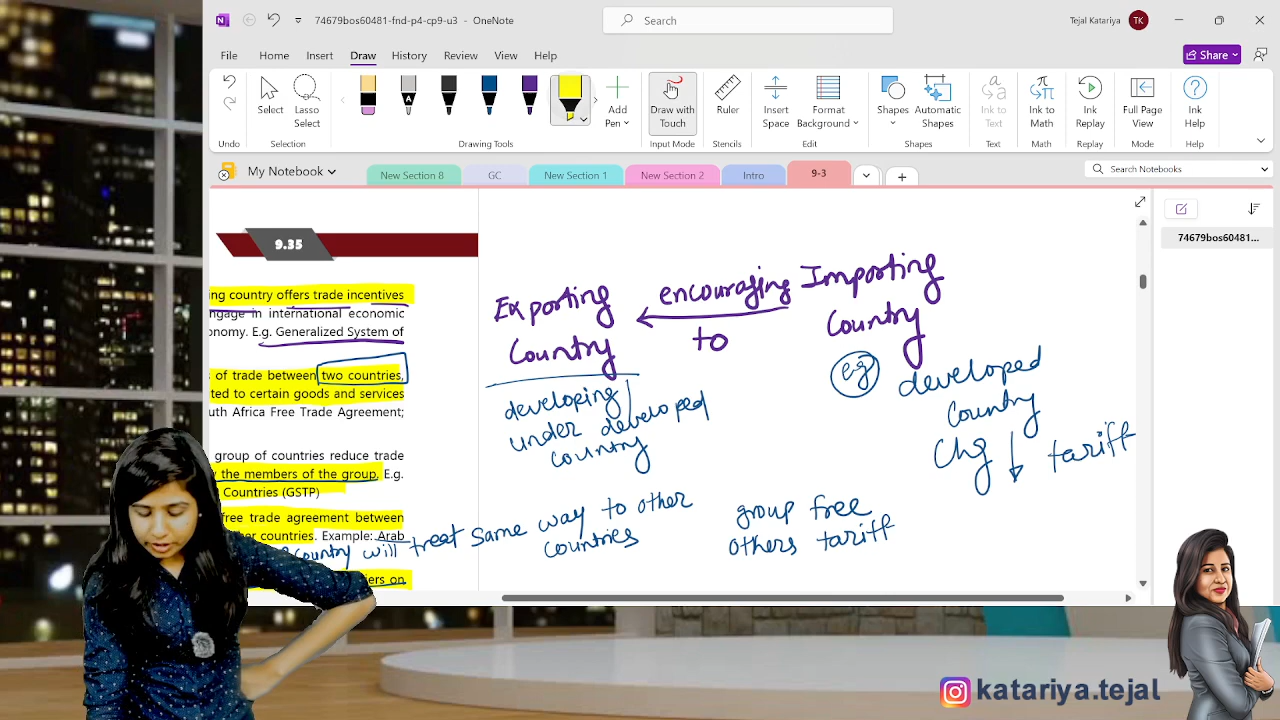 74679bos60481-fnd-p4-cp9-u3 - OneNote
Search
Tejal Katariya
TK
File Home Insert Draw History Review View Help
Share
Select
Lasso Select
Add Pen
Draw with Touch
Ruler
Insert Space
Format Background
Shapes
Automatic Shapes
Ink to Text
Ink to Math
Ink Replay
Full Page View
Ink Help
Undo Selection Drawing Tools Input Mode Stencils Edit Shapes Text Math Replay Mode Help
My Notebook
New Section 8 GC New Section 1 New Section 2 Intro 9-3
Search Notebooks
74679bos60481...
9.35
ing country offers trade incentives
ngage in international economic
onomy. E.g. Generalized System of
s of trade between two countries,
ted to certain goods and services
outh Africa Free Trade Agreement;
group of countries reduce trade
y the members of the group. E.g.
Countries (GSTP)
free trade agreement between
her countries. Example: Arab
iers on
Exporting Country
encouraging to
Importing Country
developing
under developed
country
eg developed
Country
Chg tariff
country will treat same way to other
countries
group free
others tariff
katariya.tejal